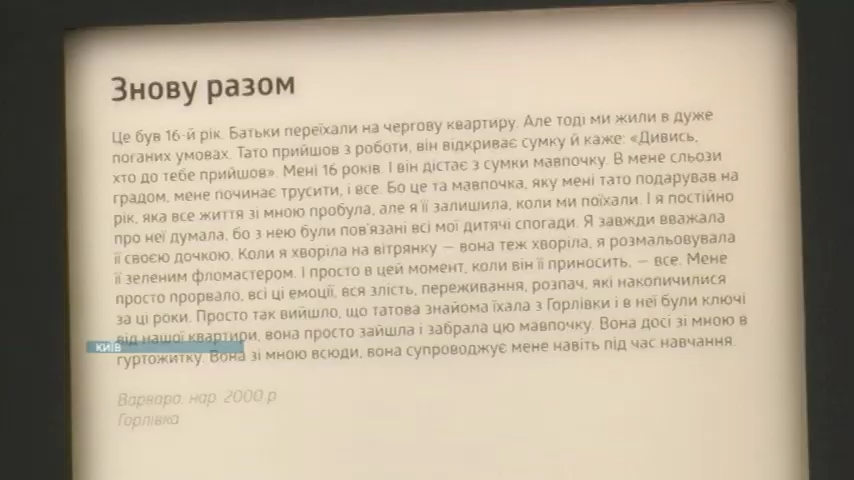 Знову разом
Це був 16-й рік. Батьки переїхали на чергову квартиру. Але тоді ми жили в дуже
поганих умовах. Тато прийшов з роботи, він відкриває сумку й каже: «Дивись,
хто до тебе прийшов». Мені 16 років. І він дістає з сумки мавпочку. В мене сльози
градом, мене починає трусити, і все. Бо це та мавпочка, яку мені тато подарував на
рік, яка все життя зі мною пробула, але я її залишила, коли ми поїхали. І я постійно
про неї думала, бо з нею були пов'язані всі мої дитячі спогади. Я завжди вважала
її своєю дочкою. Коли я хворіла на вітрянку — вона теж хворіла, я розмальовувала
її зеленим фломастером. І просто в цей момент, коли він її приносить, — все. Мене
просто прорвало, всі ці емоції, вся злість, переживання, розпач, які накопичилися
за ці роки. Просто так вийшло, що татова знайома їхала з Горлівки і в неї були ключі
від нашої квартири, вона просто зайшла і забрала цю мавпочку. Вона досі зі мною в
гуртожитку. Вона зі мною всюди, вона супроводжує мене навіть під час навчання.
КИЇВ
Варвара, нар. 2000 р.
Горлівка